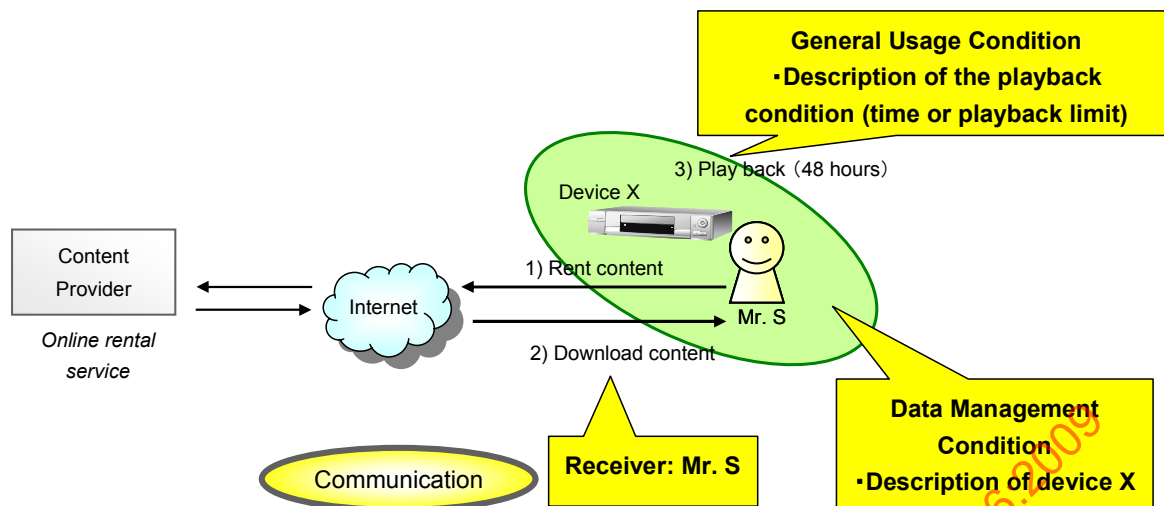 General Usage Condition
・Description of the playback
condition (time or playback limit)
3) Play back（48 hours）
Device X
Content
Provider
Online rental
service
Internet
1) Rent content
Mr. S
2) Download content
Communication
Receiver: Mr. S
Data Management
Condition
・Description of device X
6:2009